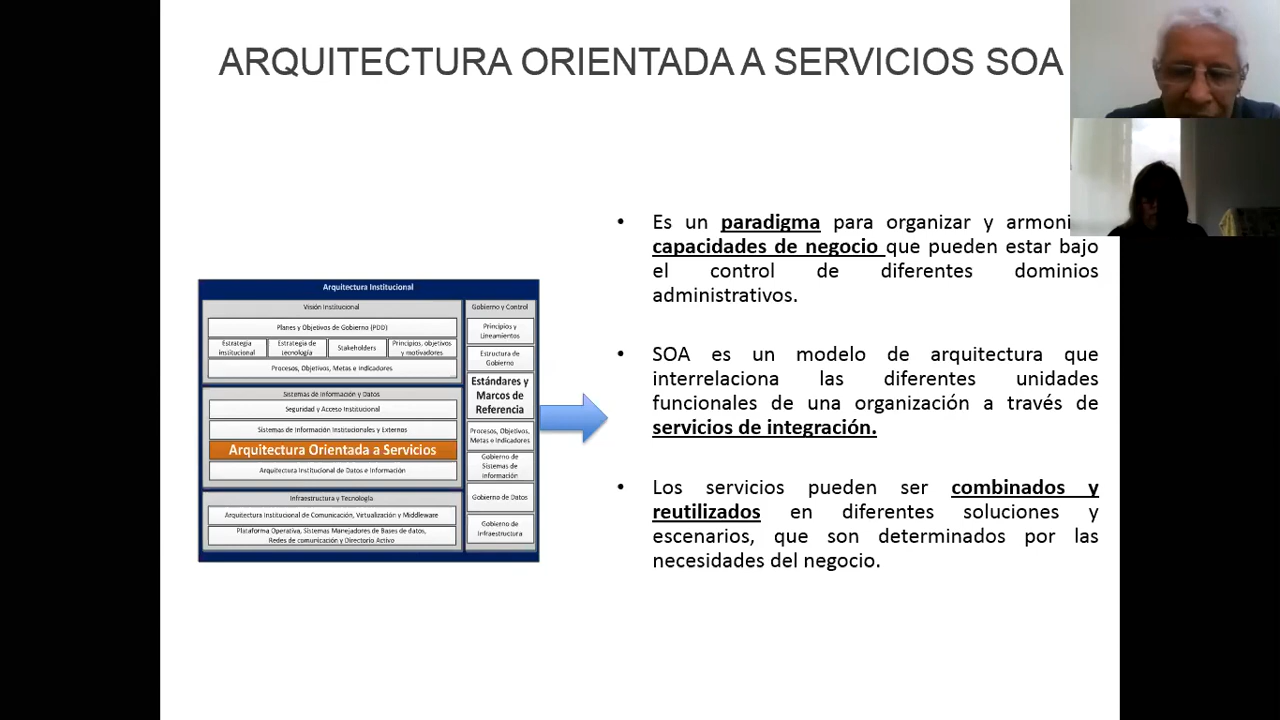 ARQUITECTURA ORIENTADA A SERVICIOS SOA
Arquitectura Institucional
Visión Institucional
Planes y Objetivos de Gobierno (PDD)
Estrategia institucional
Estrategia de tecnología
Stakeholders
Principios, objetivos y motivadores
Procesos, Objetivos, Metas e Indicadores
Sistemas de Información y Datos
Seguridad y Acceso Institucional
Sistemas de Información Institucionales y Externos
Arquitectura Orientada a Servicios
Arquitectura Institucional de Datos e Información
Infraestructura y Tecnología
Arquitectura Institucional de Comunicación, Virtualización y Middleware
Plataforma Operativa, Sistemas Manejadores de Bases de datos,
Redes de comunicación y Directorio Activo
Gobierno y Control
Principios y
Lineamientos
Estructura de
Gobierno
Estándares y
Marcos de
Referencia
Procesos, Objetivos,
Metas e Indicadores
Gobierno de
Sistemas de
Información
Gobierno de Datos
Gobierno de
Infraestructura
• Es un paradigma para organizar y
capacidades de negocio que pueden estar bajo
el control de diferentes dominios
administrativos.
• SOA es un modelo de arquitectura que
interrelaciona las diferentes unidades
funcionales de una organización a través de
servicios de integración.
• Los servicios pueden ser combinados y
reutilizados en diferentes soluciones y
escenarios, que son determinados por las
necesidades del negocio.